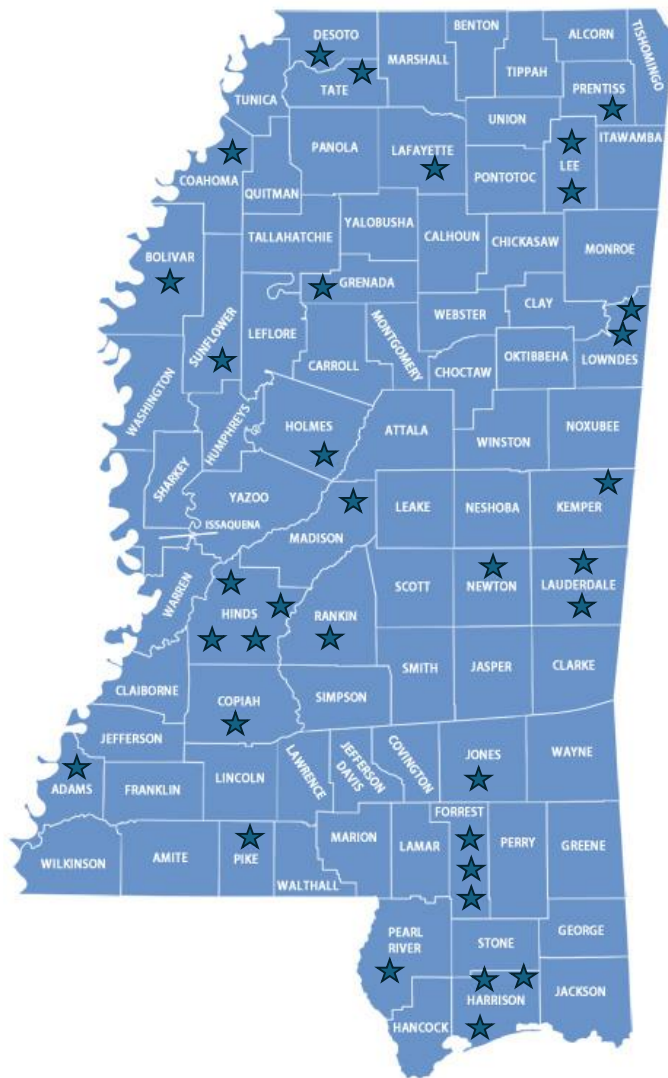 DESOTO
BENTON
ALCORN
TISHOMINGO
MARSHALL
TIPPAH
TATE
PRENTISS
TUNICA
UNION
ITAWAMBA
PANOLA
LAFAYETTE
LEE
COAHOMA
QUITMAN
PONTOTOC
TALLAHATCHIE
YALOBUSHA
CALHOUN
CHICKASAW
MONROE
BOLIVAR
GRENADA
SUNFLOWER
LEFLORE
CARROLL
MONTGOMERY
WEBSTER
CLAY
OKTIBBEHA
LOWNDES
CHOCTAW
WASHINGTON
HUMPHREYS
HOLMES
ATTALA
WINSTON
NOXUBEE
SHARKEY
YAZOO
ISSAQUENA
MADISON
LEAKE
NESHOBA
KEMPER
WARREN
HINDS
RANKIN
SCOTT
NEWTON
LAUDERDALE
CLAIBORNE
COPIAH
SIMPSON
SMITH
JASPER
CLARKE
JEFFERSON
ADAMS
FRANKLIN
LINCOLN
LAWRENCE
JEFFERSON
DAVIS
COVINGTON
JONES
WAYNE
WILKINSON
AMITE
PIKE
WALTHALL
MARION
LAMAR
FORREST
PERRY
GREENE
PEARL
RIVER
STONE
GEORGE
HANCOCK
HARRISON
JACKSON